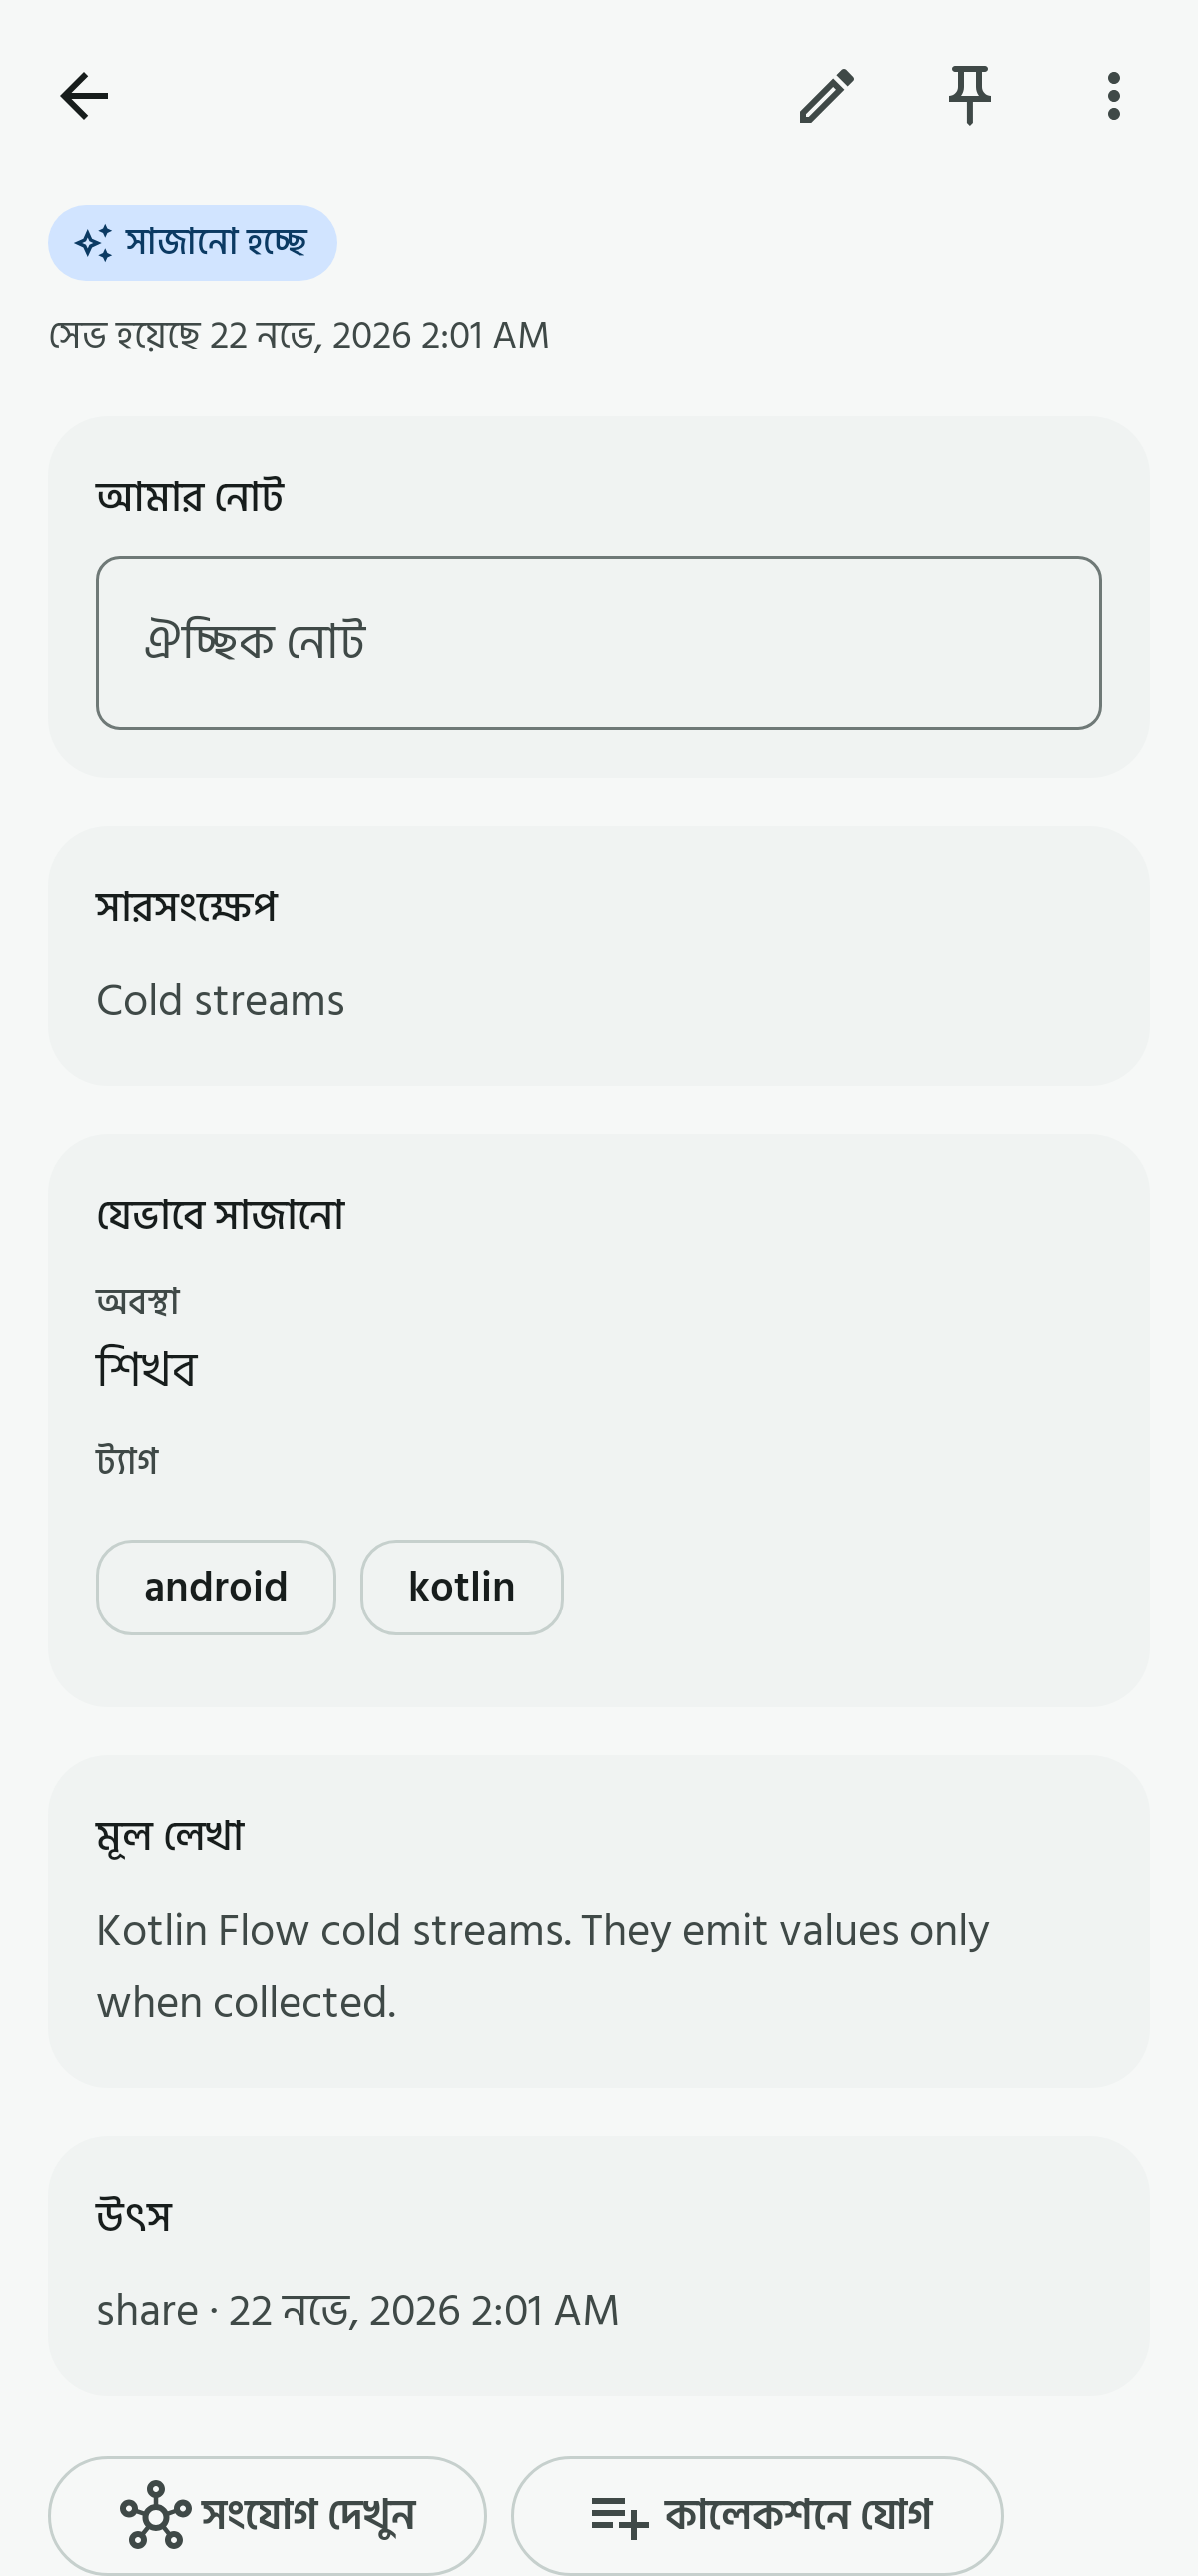 সাজানো হচ্ছে
সেভ হয়েছে 22 নভে, 2026 2:01 AM
আমার নোট
ঐচ্ছিক নোট
সারসংক্ষেপ
Cold streams
যেভাবে সাজানো
অবস্থা
শিখব
ট্যাগ
android kotlin
মূল লেখা
Kotlin Flow cold streams. They emit values only
when collected.
উৎস
share · 22 নভে, 2026 2:01 AM
সংযোগ দেখুন কালেকশনে যোগ